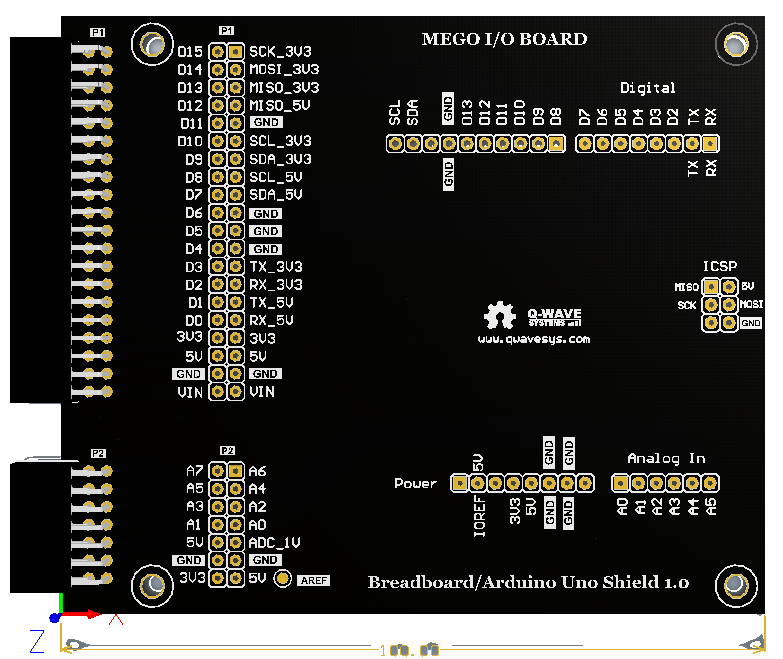 MEGO I/O BOARD
P1
P1
D15 SCK_3V3
D14 MOSI_3V3
D13 MISO_3V3
D12 MISO_5V
D11 GND
D10 SCL_3V3
D9 SDA_3V3
D8 SCL_5V
D7 SDA_5V
D6 GND
D5 GND
D4 GND
D3 TX_3V3
D2 RX_3V3
D1 TX_5V
D0 RX_5V
3V3 3V3
5V 5V
GND GND
VIN VIN
Digital
SCL SDA GND D13 D12 D11 D10 D9 D8 D7 D6 D5 D4 D3 D2 TX RX
GND TX RX
ICSP
MISO 5V
SCK MOSI
GND
Q-WAVE
SYSTEMS
www.qwavesys.com
P2
P2
A7 A6
A5 A4
A3 A2
A1 A0
5V ADC_1V
GND GND
3V3 5V AREF
5V GND GND
Power
IOREF 3V3 5V GND GND
Analog In
A0 A1 A2 A3 A4 A5
Breadboard/Arduino Uno Shield 1.0
Z X